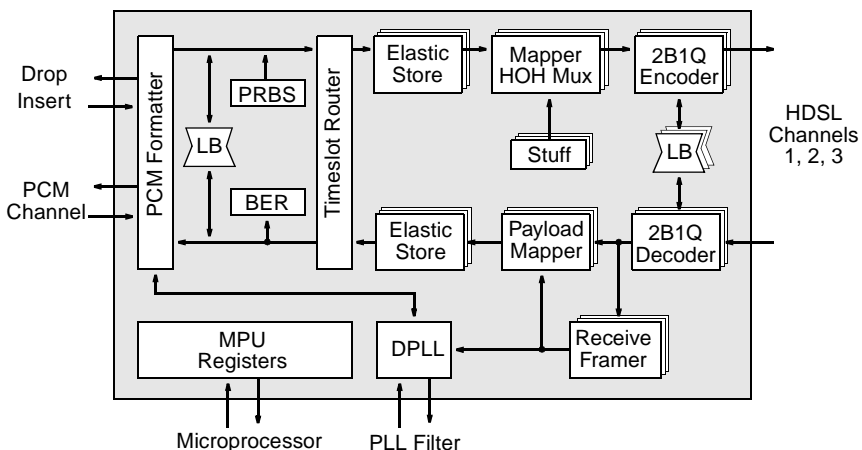 Drop
Insert
PCM
Channel
PCM Formatter
PRBS
LB
BER
Timeslot Router
Elastic
Store
Mapper
HOH Mux
2B1Q
Encoder
Stuff
LB
HDSL
Channels
1, 2, 3
Elastic
Store
Payload
Mapper
2B1Q
Decoder
MPU
Registers
DPLL
Receive
Framer
Microprocessor
PLL Filter